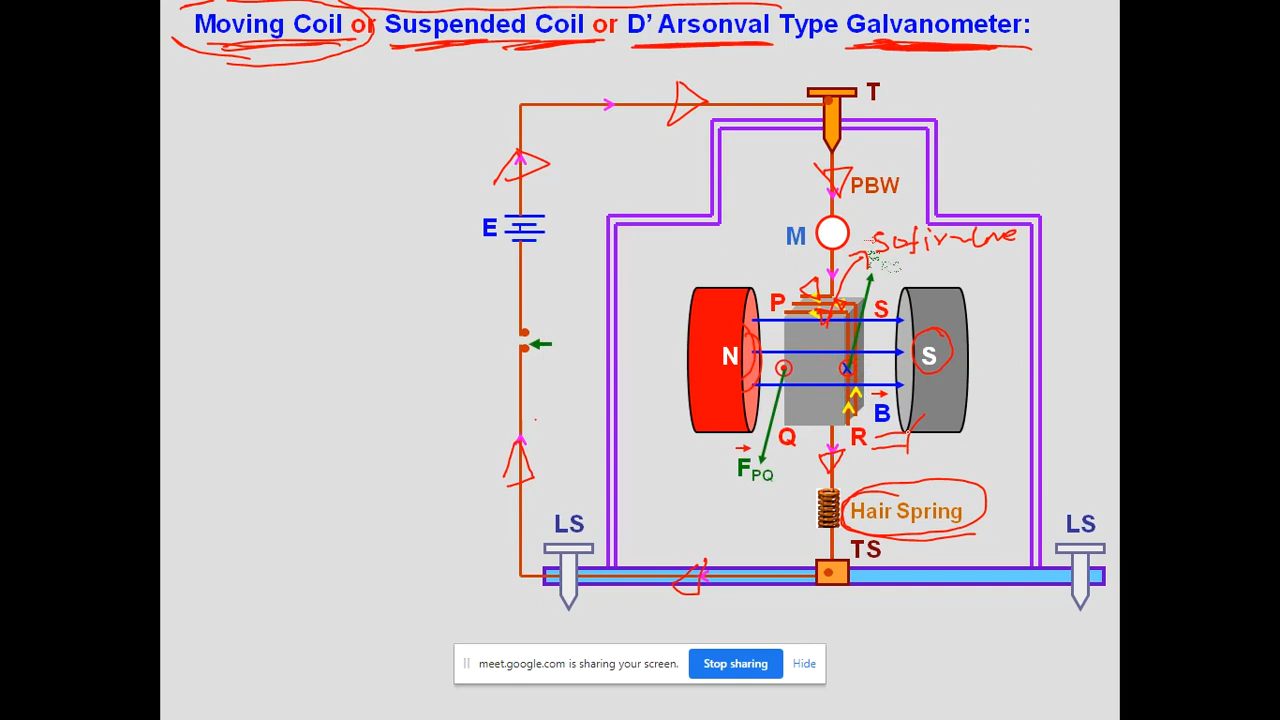 Moving Coil or Suspended Coil or D' Arsonval Type Galvanometer:
T
PBW
E
M
P
S
N
S
B
Q
R
F PQ
Hair Spring
LS
LS
TS
meet.google.com is sharing your screen.
Stop sharing
Hide